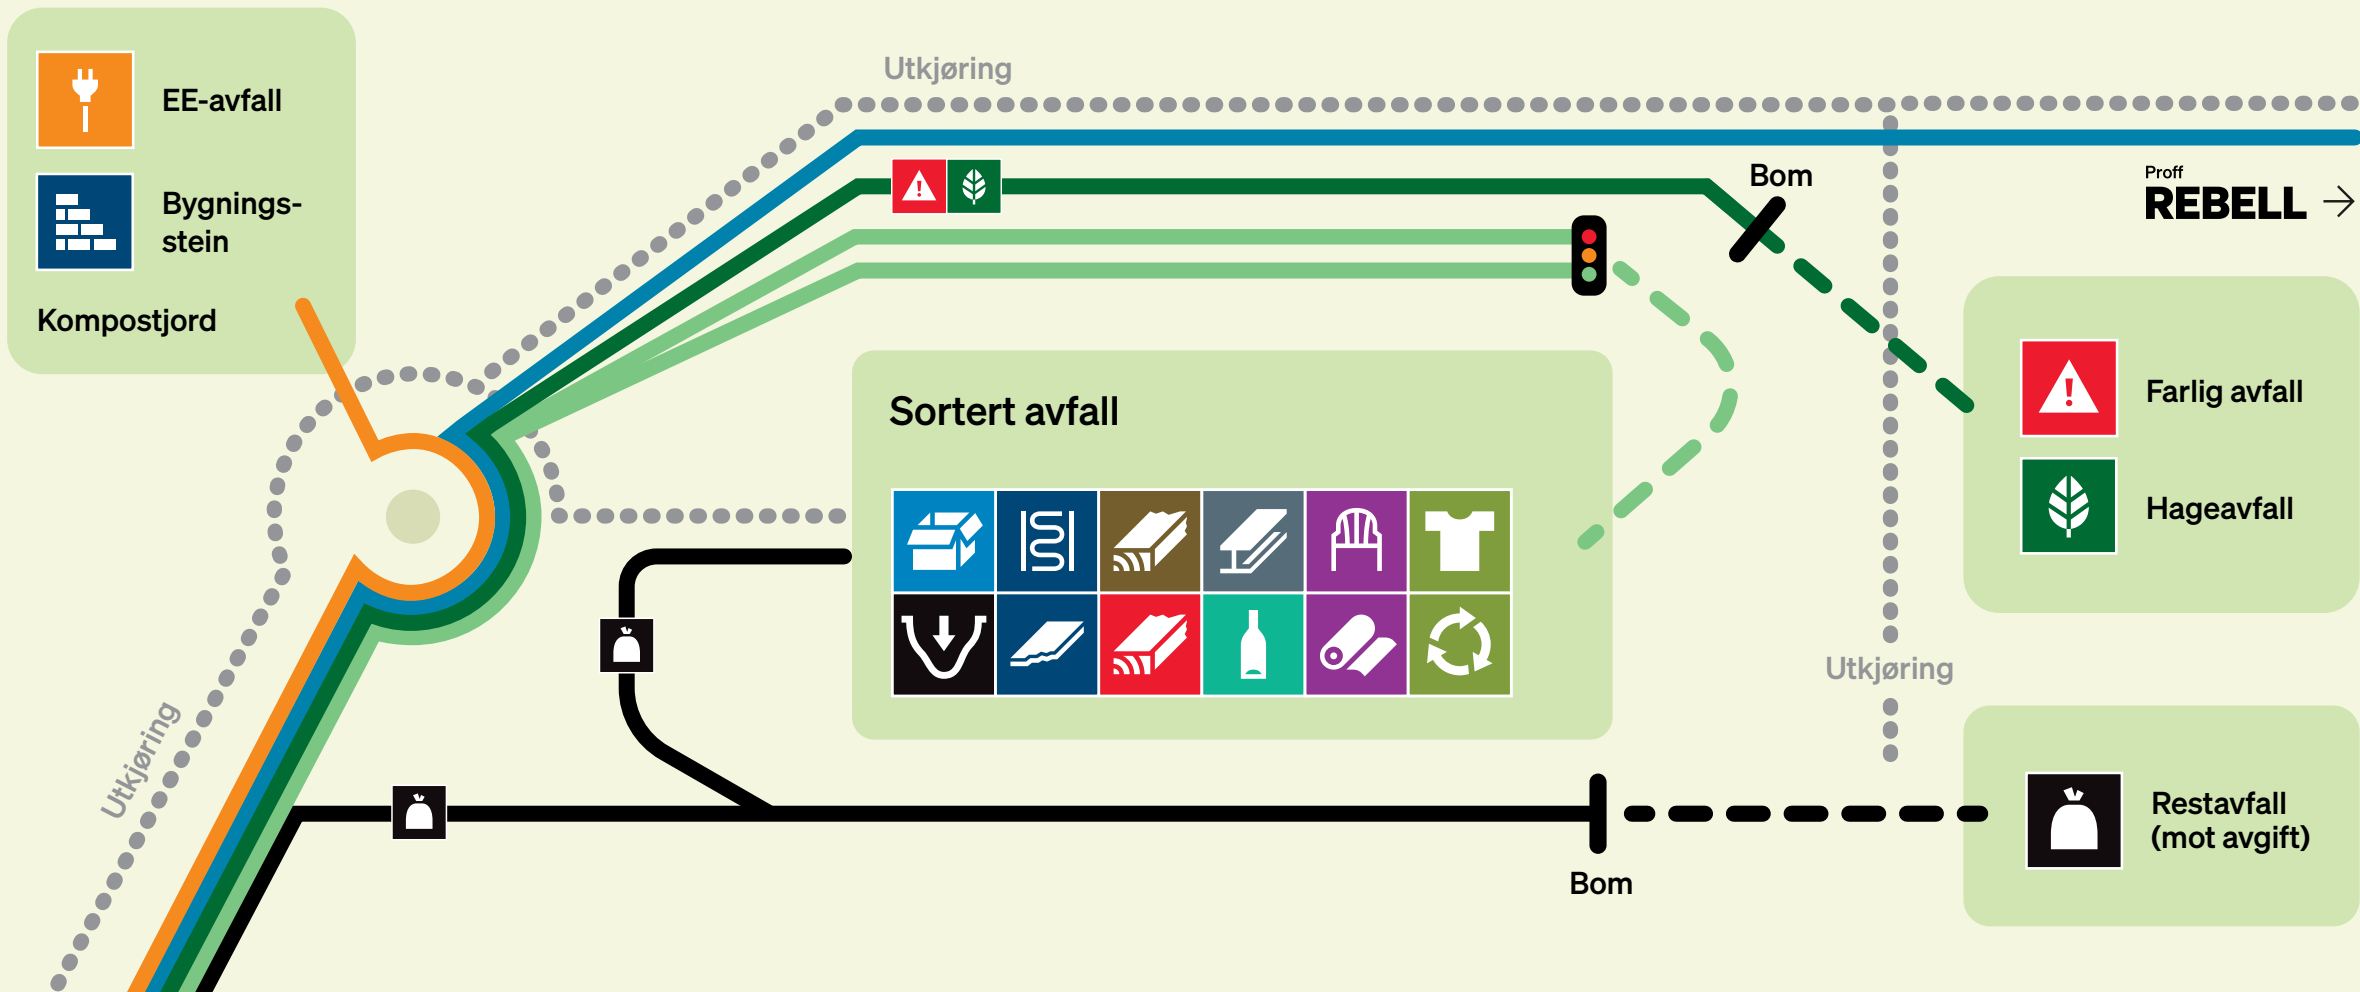 EE-avfall
Bygnings-
stein
Kompostjord
Utkjøring
Bom
Proff
REBELL
Sortert avfall
Farlig avfall
Hageavfall
Utkjøring
Utkjøring
Restavfall
(mot avgift)
Bom